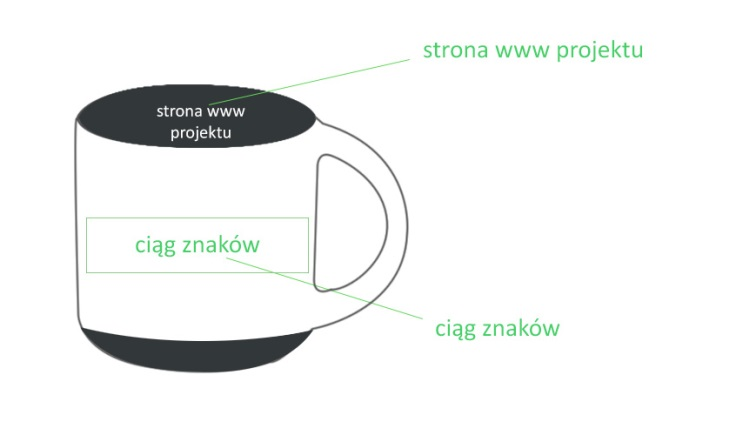 strona www projektu
strona www
projektu
ciąg znaków
ciąg znaków